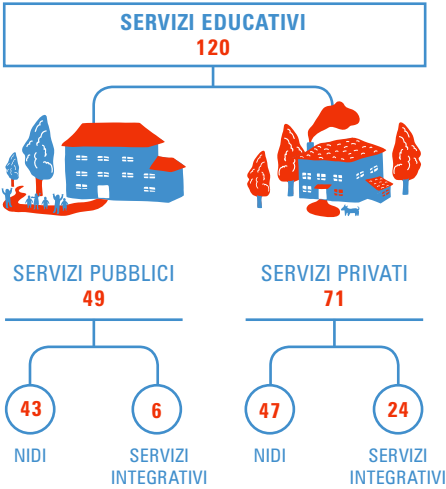 SERVIZI EDUCATIVI
120
SERVIZI PUBBLICI
49
SERVIZI PRIVATI
71
43
6
47
24
NIDI
SERVIZI
INTEGRATIVI
NIDI
SERVIZI
INTEGRATIVI